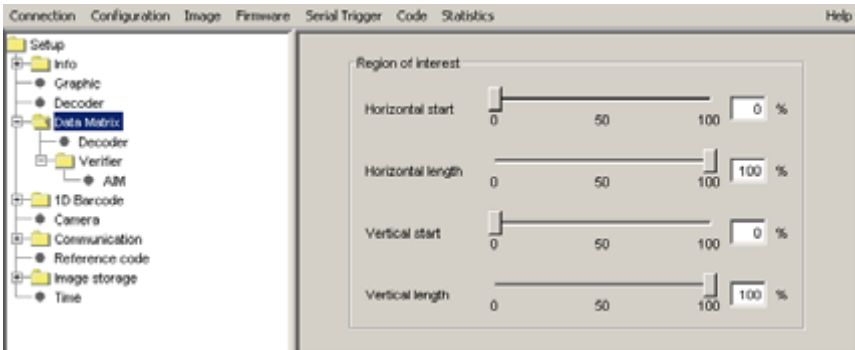 Connection Configuration Image Firmware Serial Trigger Code Statistics Help
Setup
Info
Graphic
Decoder
Data Matrix
Decoder
Verifier
AIM
1D Barcode
Camera
Communication
Reference code
Image storage
Time
Region of interest
Horizontal start
0 50 100
0 %
Horizontal length
0 50 100
100 %
Vertical start
0 50 100
0 %
Vertical length
0 50 100
100 %